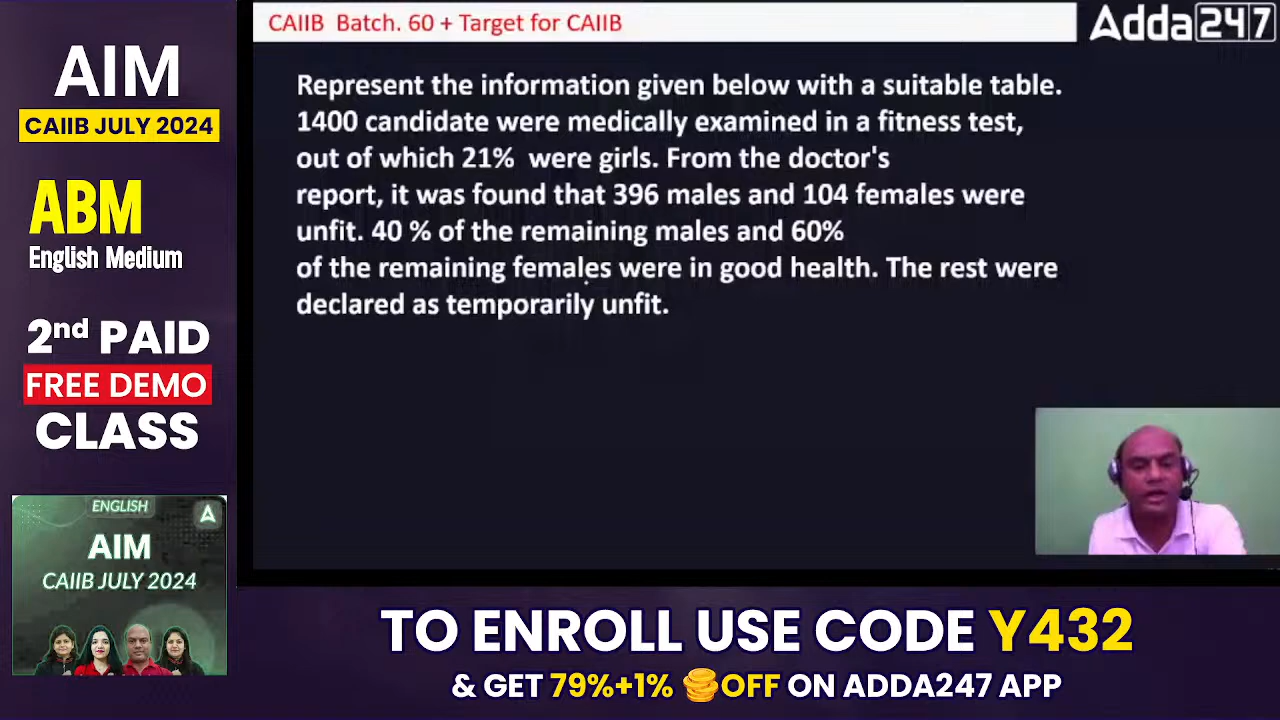 AIM
CAIIB JULY 2024
ABM
English Medium
2nd PAID
FREE DEMO
CLASS
ENGLISH
AIM
CAIIB JULY 2024
CAIIB Batch. 60 + Target for CAIIB
Adda247
Represent the information given below with a suitable table.
1400 candidate were medically examined in a fitness test,
out of which 21% were girls. From the doctor's
report, it was found that 396 males and 104 females were
unfit. 40 % of the remaining males and 60%
of the remaining females were in good health. The rest were
declared as temporarily unfit.
TO ENROLL USE CODE Y432
& GET 79%+1% OFF ON ADDA247 APP